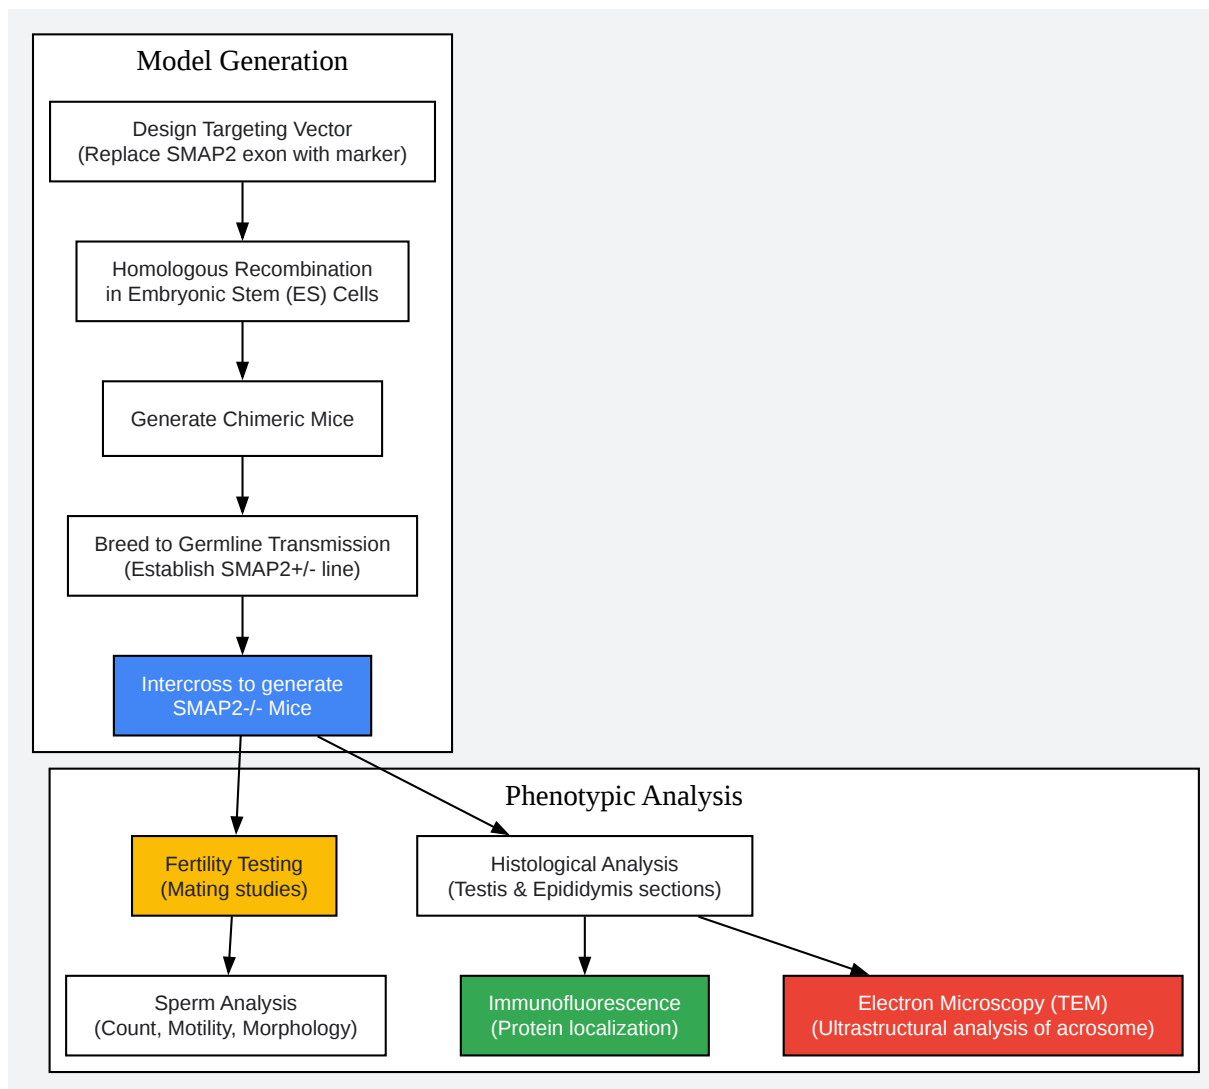 Model Generation
Design Targeting Vector
(Replace SMAP2 exon with marker)
Homologous Recombination
in Embryonic Stem (ES) Cells
Generate Chimeric Mice
Breed to Germline Transmission
(Establish SMAP2+/- line)
Intercross to generate
SMAP2-/- Mice
Phenotypic Analysis
Fertility Testing
(Mating studies)
Histological Analysis
(Testis & Epididymis sections)
Sperm Analysis
(Count, Motility, Morphology)
Immunofluorescence
(Protein localization)
Electron Microscopy (TEM)
(Ultrastructural analysis of acrosome)